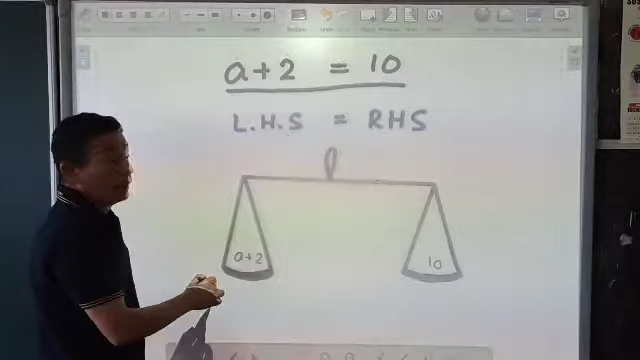 a+2 = 10
L.H.S = RHS
a+2
10